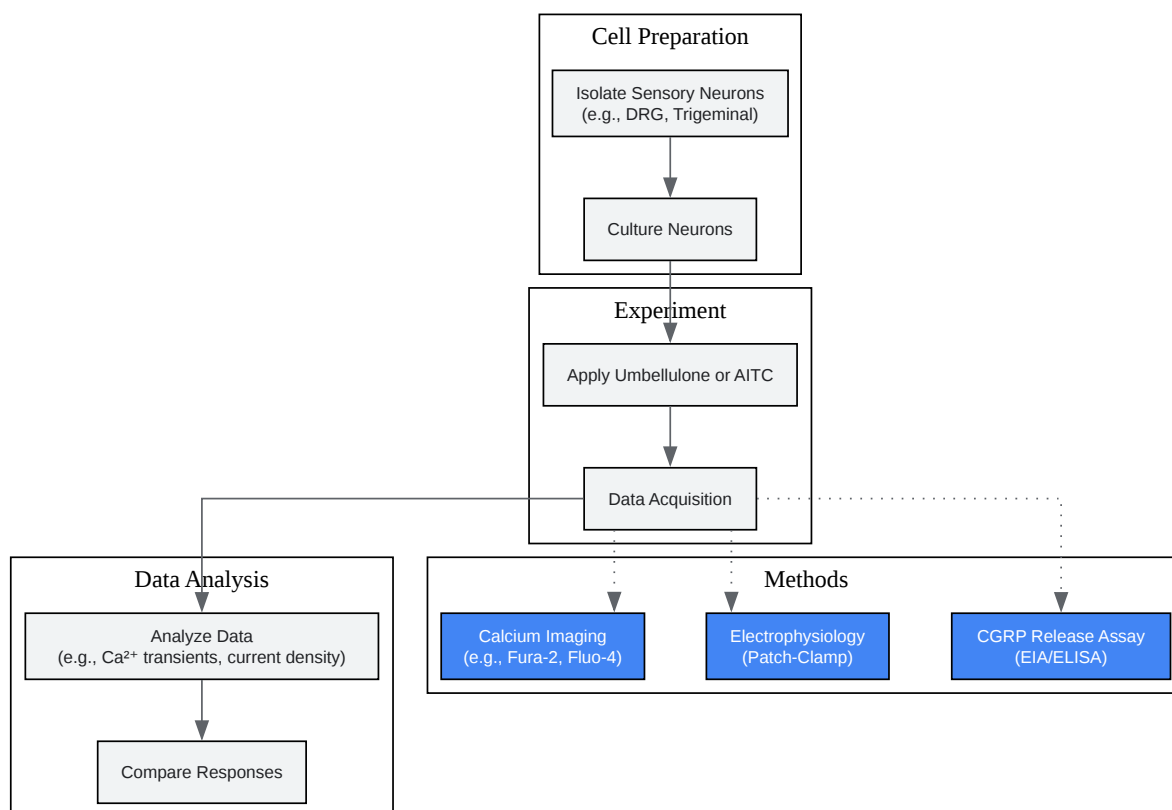 Cell Preparation
Isolate Sensory Neurons
(e.g., DRG, Trigeminal)
Culture Neurons
Experiment
Apply Umbellulone or AITC
Data Acquisition
Data Analysis
Analyze Data
(e.g., Ca²⁺ transients, current density)
Compare Responses
Methods
Calcium Imaging
(e.g., Fura-2, Fluo-4)
Electrophysiology
(Patch-Clamp)
CGRP Release Assay
(EIA/ELISA)